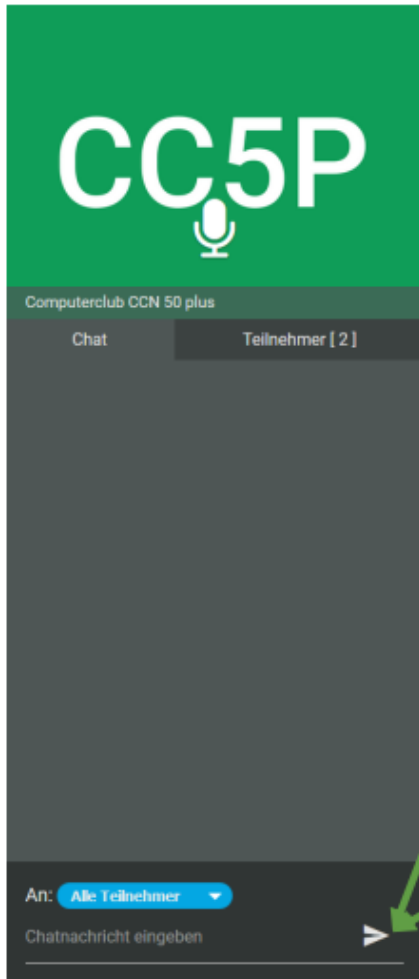 CC5P
Computerclub CCN 50 plus
Chat
Teilnehmer [ 2 ]
An: Alle Teilnehmer
Chatnachricht eingeben